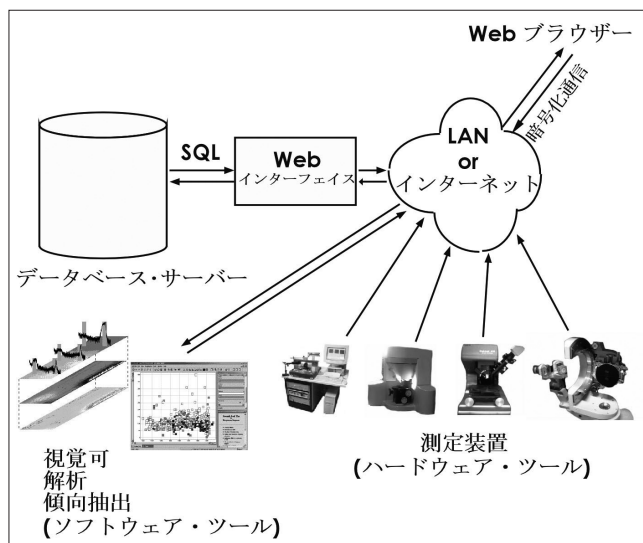 Web ブラウザー
暗号化通信
LAN
or
インターネット
SQL
Web
インターフェイス
データベース・サーバー
視覚可
解析
傾向抽出
(ソフトウェア・ツール)
測定装置
(ハードウェア・ツール)